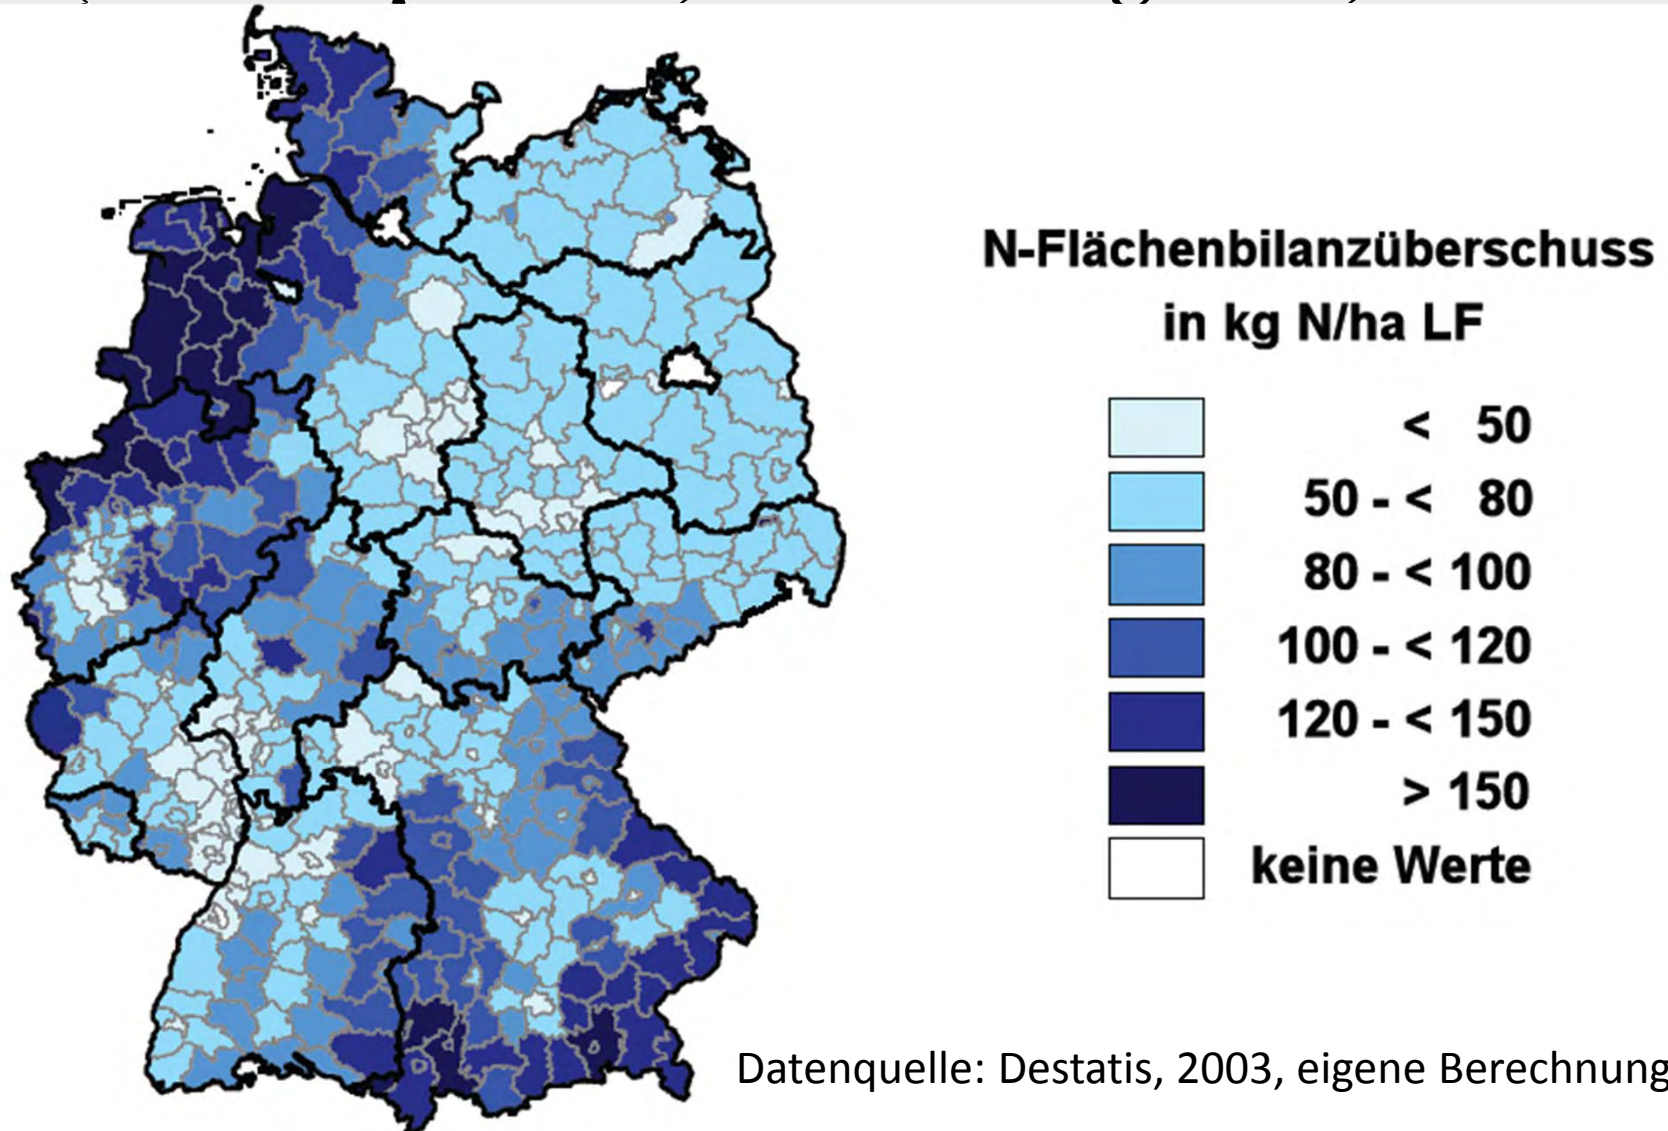 N-Flächenbilanzüberschuss
in kg N/ha LF
< 50
50 - < 80
80 - < 100
100 - < 120
120 - < 150
> 150
keine Werte
Datenquelle: Destatis, 2003, eigene Berechnung